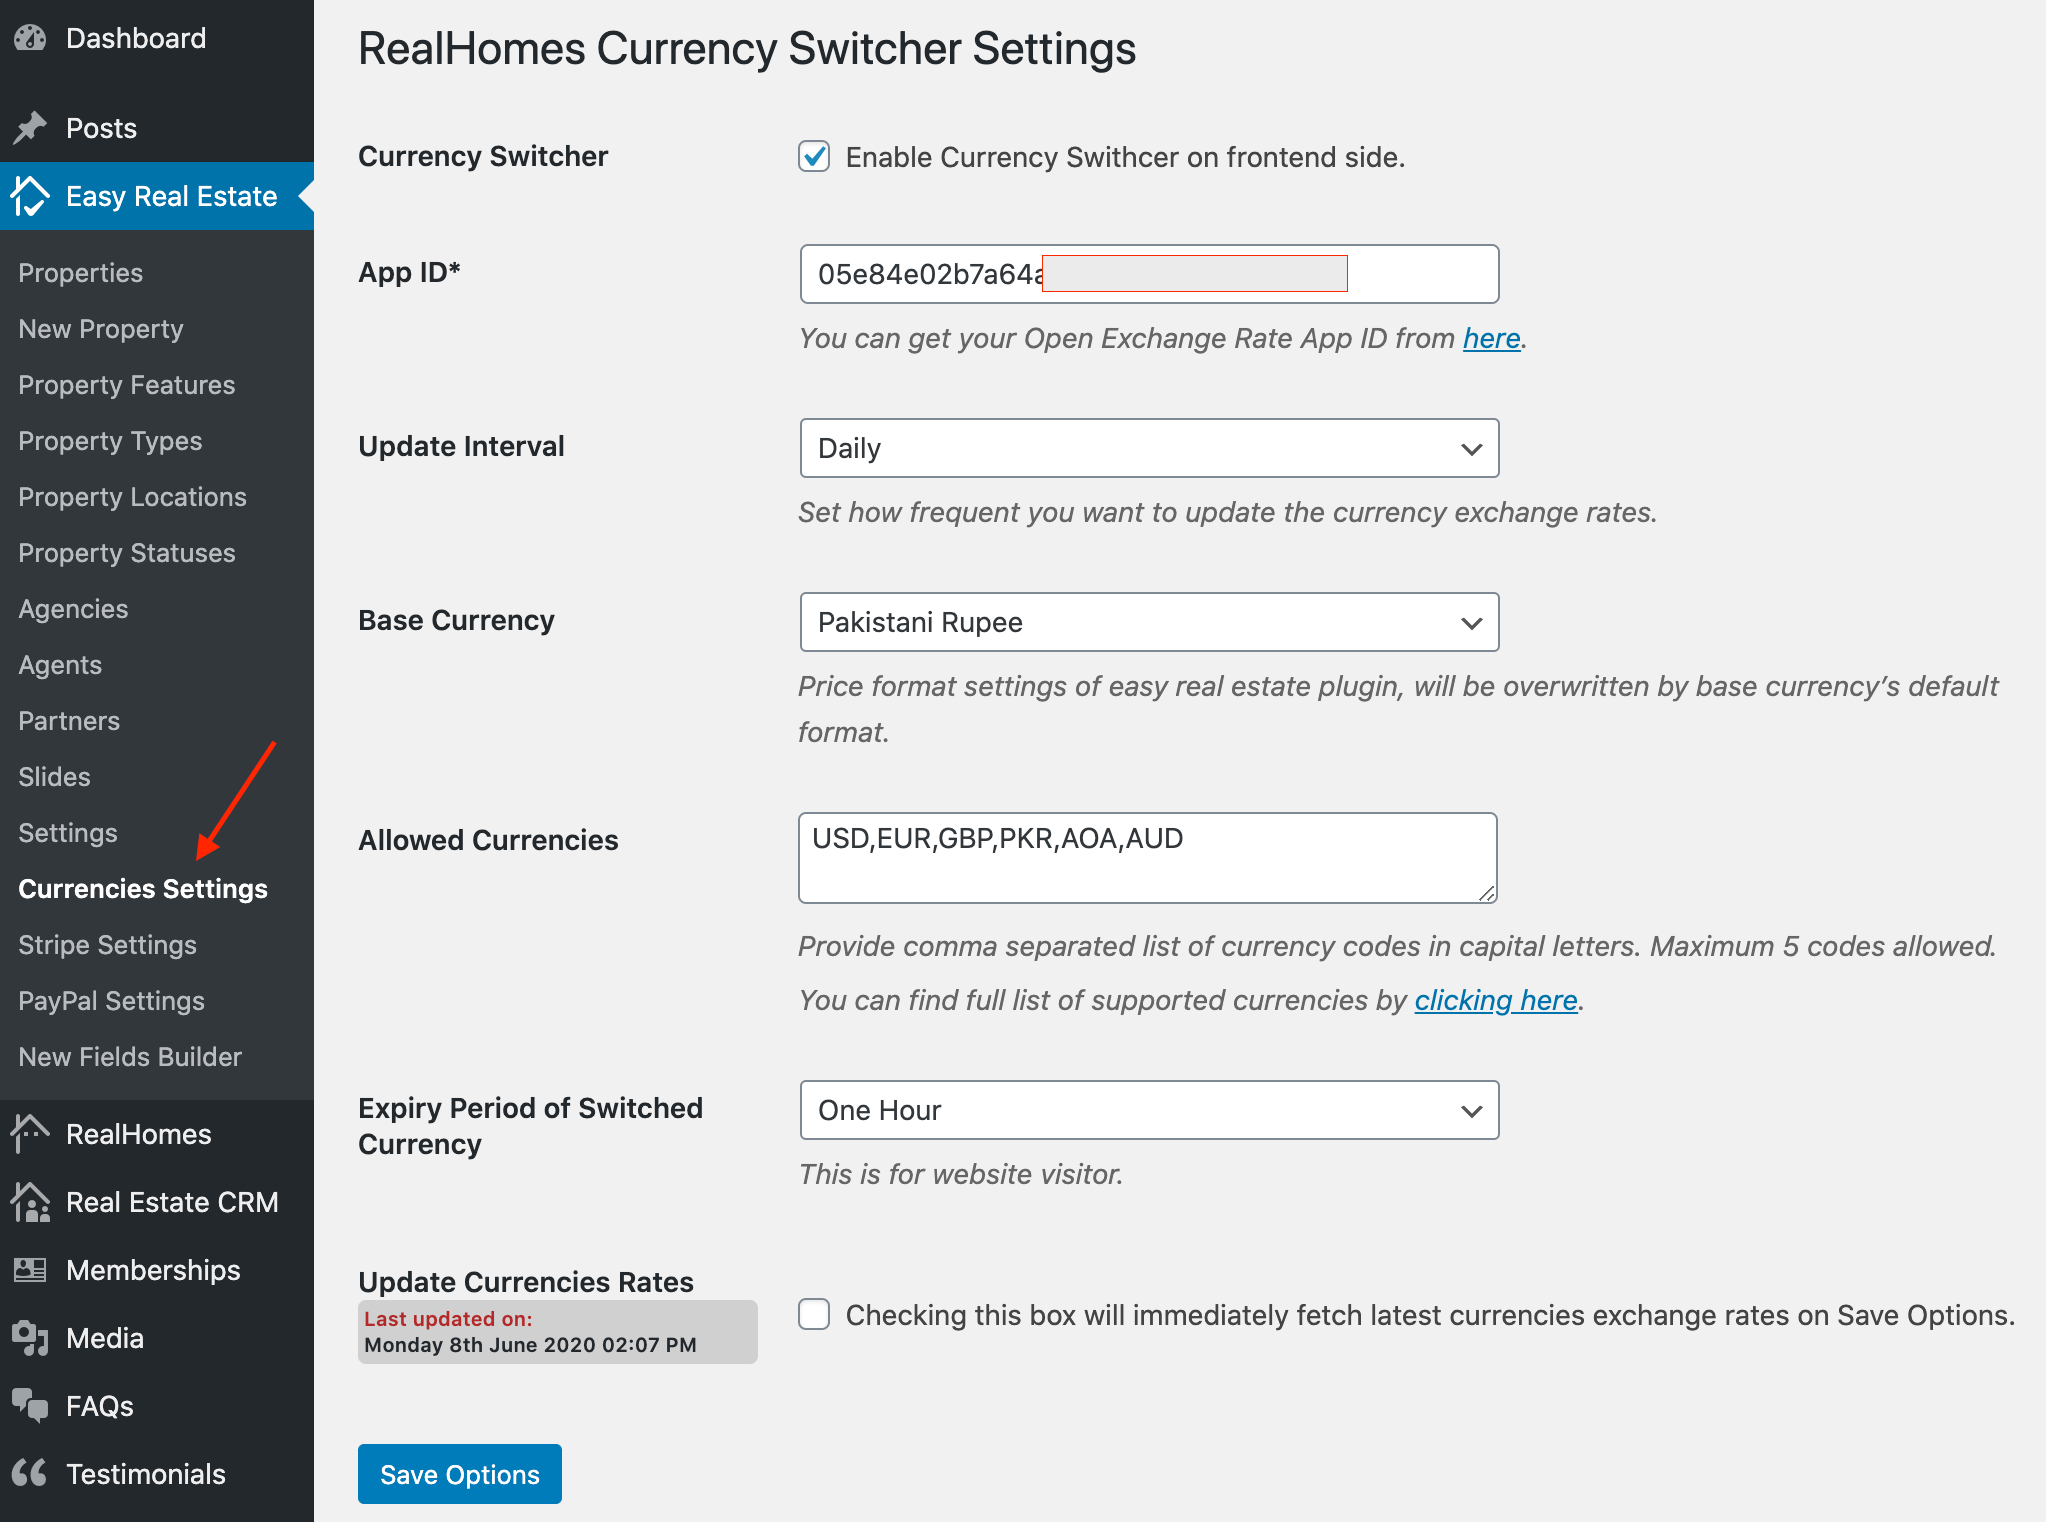 Dashboard
Posts
Easy Real Estate
Properties
New Property
Property Features
Property Types
Property Locations
Property Statuses
Agencies
Agents
Partners
Slides
Settings
Currencies Settings
Stripe Settings
PayPal Settings
New Fields Builder
RealHomes
Real Estate CRM
Memberships
Media
FAQs
Testimonials
RealHomes Currency Switcher Settings
Currency Switcher
Enable Currency Swithcer on frontend side.
App ID*
05e84e02b7a64a
You can get your Open Exchange Rate App ID from here.
Update Interval
Daily
Set how frequent you want to update the currency exchange rates.
Base Currency
Pakistani Rupee
Price format settings of easy real estate plugin, will be overwritten by base currency’s default
format.
Allowed Currencies
USD,EUR,GBP,PKR,AOA,AUD
Provide comma separated list of currency codes in capital letters. Maximum 5 codes allowed.
You can find full list of supported currencies by clicking here.
Expiry Period of Switched
Currency
One Hour
This is for website visitor.
Update Currencies Rates
Last updated on:
Monday 8th June 2020 02:07 PM
Checking this box will immediately fetch latest currencies exchange rates on Save Options.
Save Options